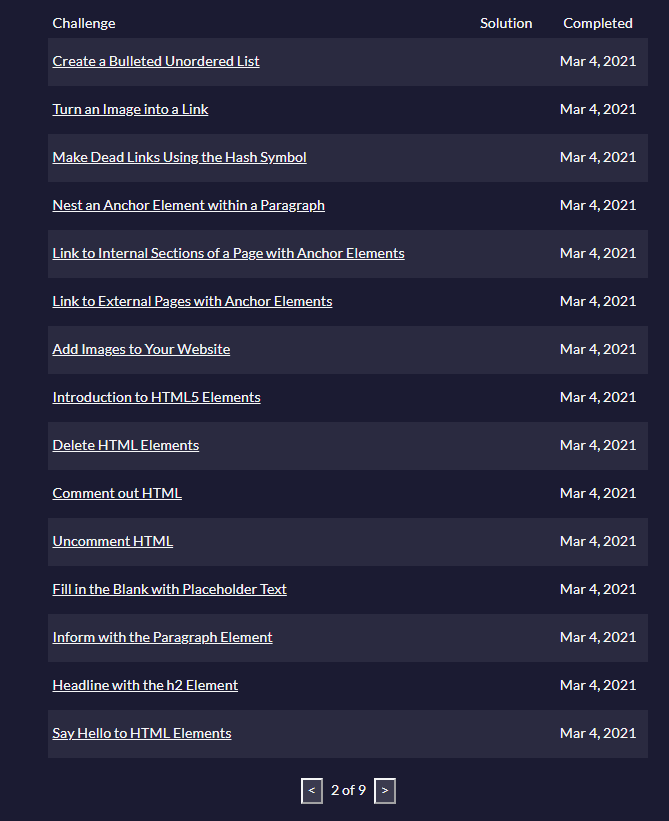 Challenge Solution Completed
Create a Bulleted Unordered List Mar 4, 2021
Turn an Image into a Link Mar 4, 2021
Make Dead Links Using the Hash Symbol Mar 4, 2021
Nest an Anchor Element within a Paragraph Mar 4, 2021
Link to Internal Sections of a Page with Anchor Elements Mar 4, 2021
Link to External Pages with Anchor Elements Mar 4, 2021
Add Images to Your Website Mar 4, 2021
Introduction to HTML5 Elements Mar 4, 2021
Delete HTML Elements Mar 4, 2021
Comment out HTML Mar 4, 2021
Uncomment HTML Mar 4, 2021
Fill in the Blank with Placeholder Text Mar 4, 2021
Inform with the Paragraph Element Mar 4, 2021
Headline with the h2 Element Mar 4, 2021
Say Hello to HTML Elements Mar 4, 2021
< 2 of 9 >